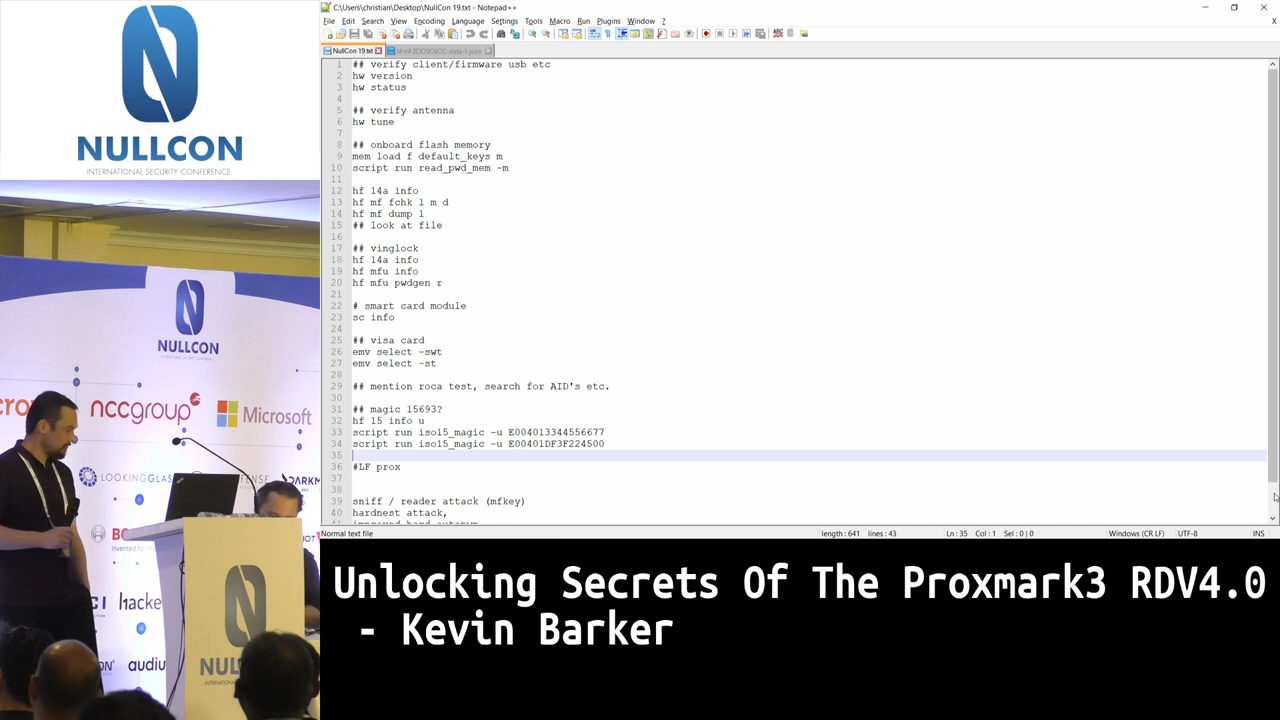 NULLCON
INTERNATIONAL SECURITY CONFERENCE
C:\Users\christian\Desktop\NullCon 19.txt - Notepad++
File Edit Search View Encoding Language Settings Tools Macro Run Plugins Window ?
NullCon 19.txt
1 ## verify client/firmware usb etc
2 hw version
3 hw status
4
5 ## verify antenna
6 hw tune
7
8 ## onboard flash memory
9 mem load f default_keys m
10 script run read_pwd_mem -m
11
12 hf 14a info
13 hf mf fchk 1 m d
14 hf mf dump 1
15 ## look at file
16
17 ## vinglock
18 hf 14a info
19 hf mfu info
20 hf mfu pwdgen r
21
22 # smart card module
23 sc info
24
25 ## visa card
26 emv select -swt
27 emv select -st
28
29 ## mention roca test, search for AID's etc.
30
31 ## magic 15693?
32 hf 15 info u
33 script run iso15_magic -u E004013344556677
34 script run iso15_magic -u E00401DF3F224500
35
36 #LF prox
37
38
39 sniff / reader attack (mfkey)
40 hardnest attack,
Normal text file length : 641 lines : 43 Ln : 35 Col : 1 Sel : 0 | 0 Windows (CR LF) UTF-8 INS
NULLCON
nccgroup
Microsoft
LOOKINGGLASS
DARKM
Invented for
hacke
audiu
NUL
Unlocking Secrets Of The Proxmark3 RDV4.0
- Kevin Barker